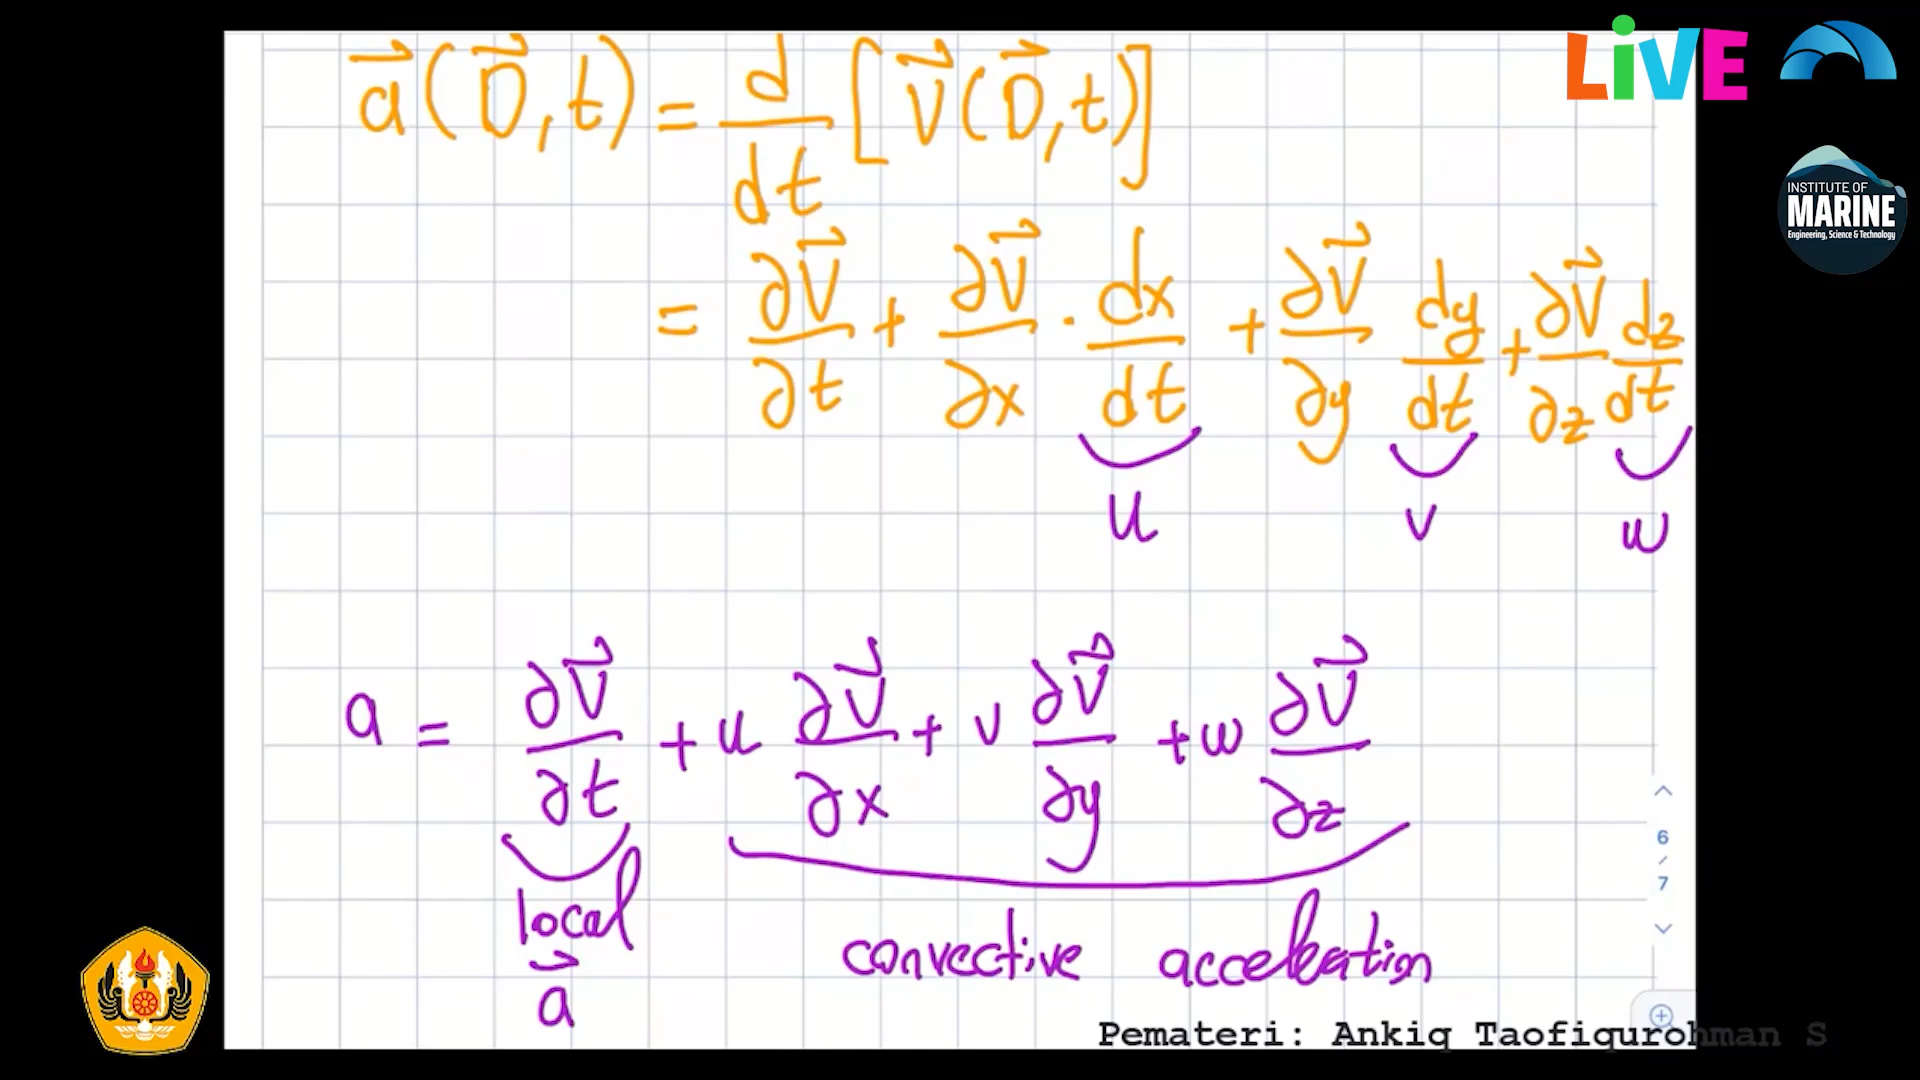 LiVE
INSTITUTE OF
MARINE
Engineering, Science & Technology
a⃗(D⃗,t) = d/dt [V⃗(D⃗,t)]
= ∂V⃗/∂t + ∂V⃗/∂x · dx/dt + ∂V⃗/∂y dy/dt + ∂V⃗/∂z dz/dt
u v w
a = ∂V⃗/∂t + u ∂V⃗/∂x + v ∂V⃗/∂y + w ∂V⃗/∂z
local
a⃗
convective acceleration
6
/
7
Pemateri: Ankiq Taofiqurohman S